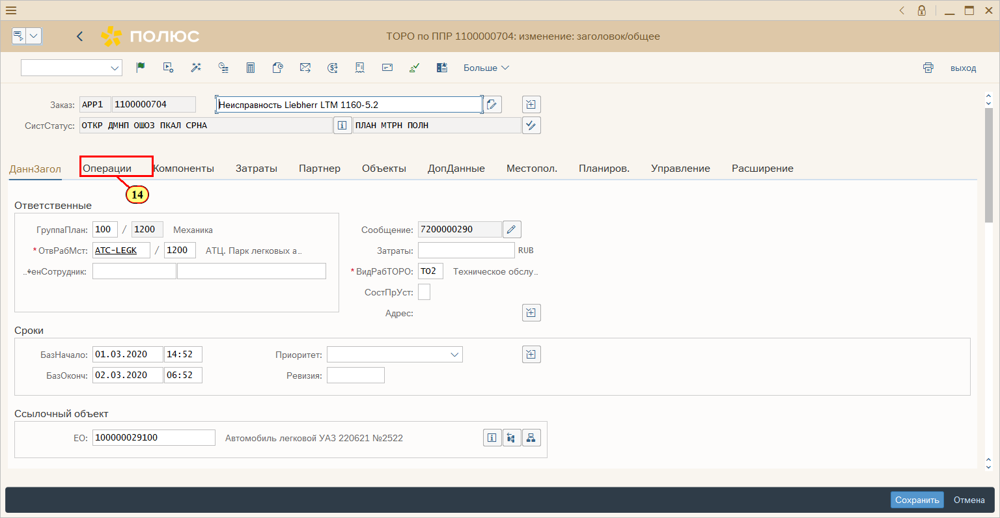 ПОЛЮС
ТОРО по ППР 1100000704: изменение: заголовок/общее
Больше
выход
Заказ: APP1 1100000704 Неисправность Liebherr LTM 1160-5.2
СистСтатус: ОТКР ДМНП ОШОЗ ПКАЛ СРНА ПЛАН МТРН ПОЛН
ДаннЗагол Операции Компоненты Затраты Партнер Объекты ДопДанные Местопол. Планиров. Управление Расширение
14
Ответственные
ГруппаПлан: 100 / 1200 Механика
Сообщение: 7200000290
* ОтвРабМст: ATC-LEGK / 1200 АТЦ. Парк легковых а…
Затраты: RUB
…енСотрудник:
* ВидРабТОРО: TO2 Техническое обслу…
СостПрУст:
Адрес:
Сроки
БазНачало: 01.03.2020 14:52 Приоритет:
БазОконч: 02.03.2020 06:52 Ревизия:
Ссылочный объект
ЕО: 100000029100 Автомобиль легковой УАЗ 220621 №2522
Сохранить Отмена